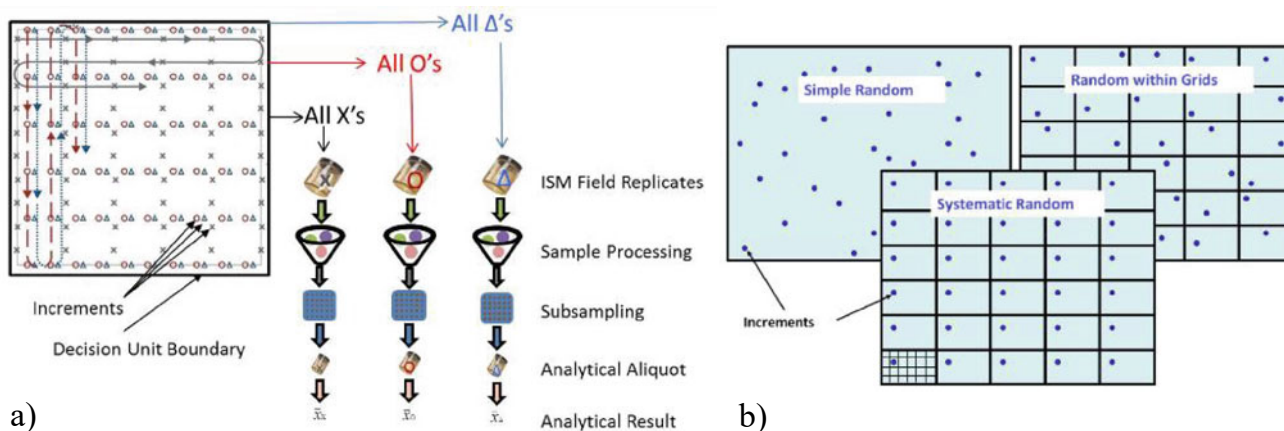 All Δ's
All O's
All X's
X
O
Δ
ISM Field Replicates
Sample Processing
Subsampling
Analytical Aliquot
Analytical Result
Increments
Decision Unit Boundary
a)
Simple Random
Random within Grids
Systematic Random
Increments
b)